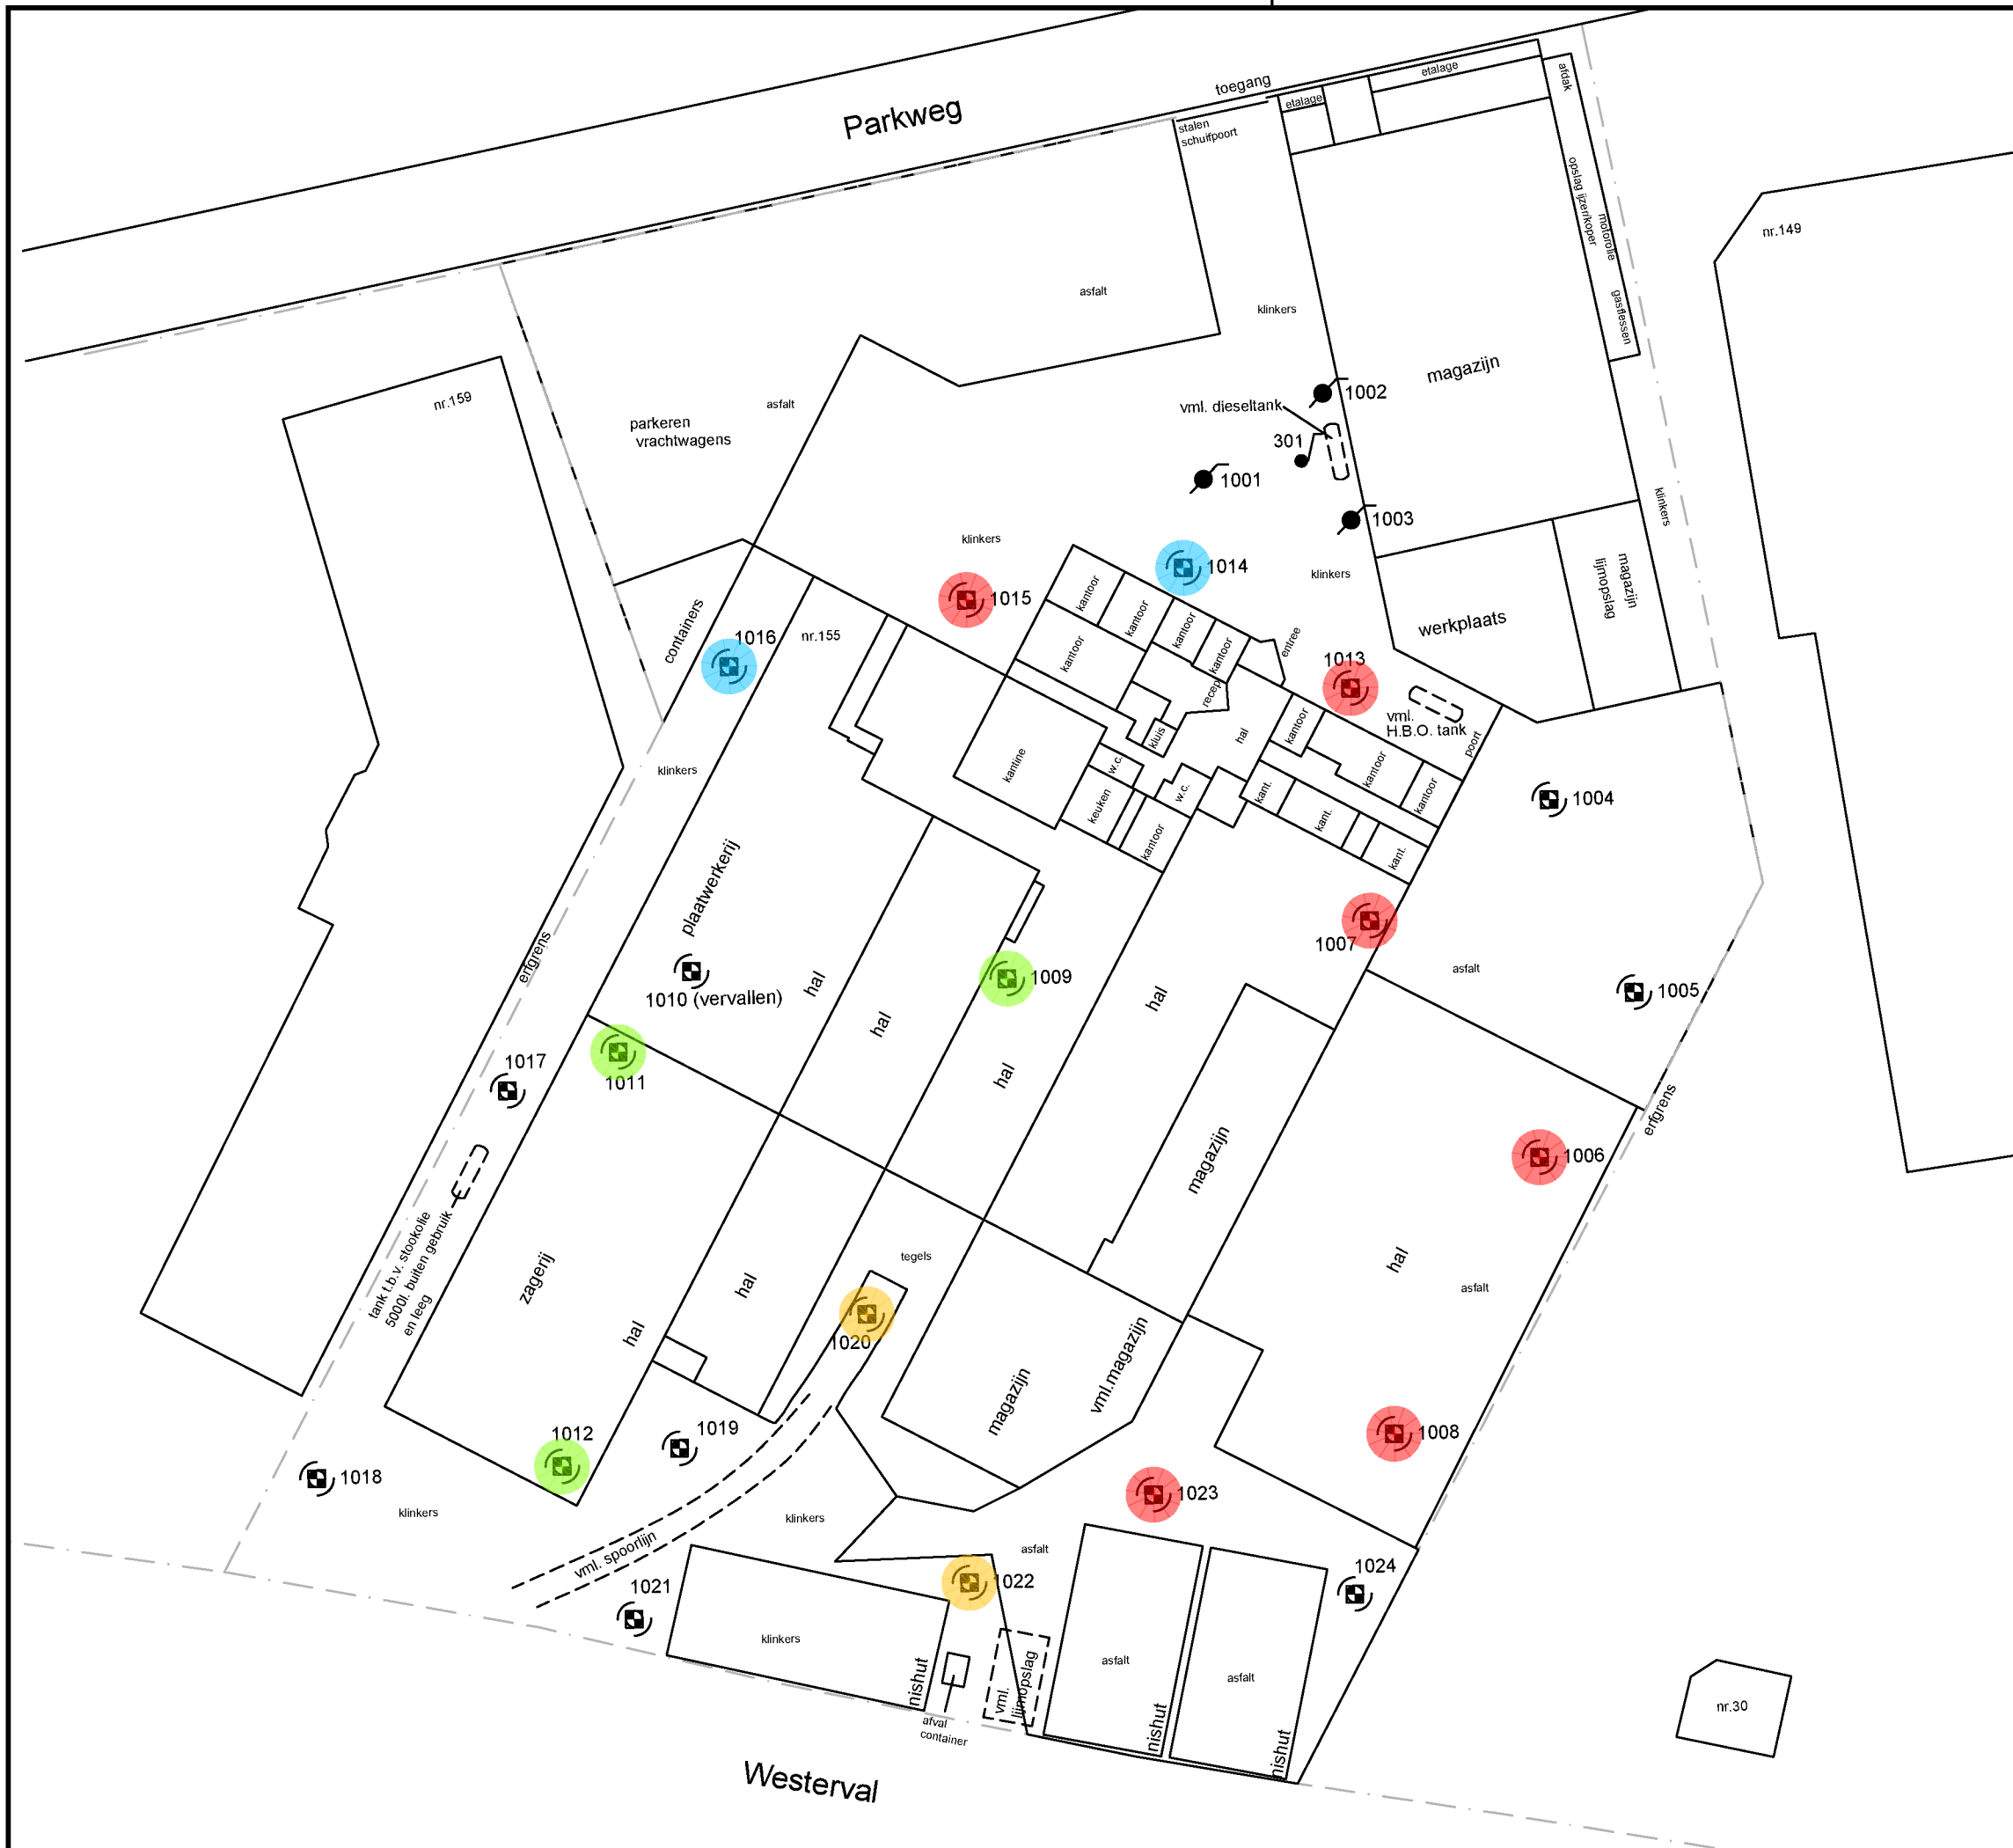 Parkweg
toegang
etalage
etalage
afdak
stalen
schuifpoort
opslag ijzer/koper
motorolie
gasflessen
nr.149
asfalt
klinkers
magazijn
1002
nr.159
asfalt
parkeren
vrachtwagens
vml. dieseltank
301
1001
1003
klinkers
klinkers
1014
klinkers
magazijn
lijmopslag
1015
kantoor
kantoor
kantoor
kantoor
kantoor
werkplaats
containers
1016
nr.155
entree
1013
recep
kluis
hal
kantoor
vml.
H.B.O. tank
poort
klinkers
kantine
w.c.
w.c.
keuken
kantoor
kant.
kant.
kant.
kantoor
kantoor
1004
plaatwerkerij
erfgrens
1007
asfalt
1009
1005
1010 (vervallen)
hal
hal
hal
hal
1017
1011
erfgrens
magazijn
1006
tank t.b.v. stookolie
5000l. buiten gebruik
en leeg
zagerij
hal
hal
tegels
hal
asfalt
1020
vml.magazijn
magazijn
1012
1019
1008
1018
klinkers
klinkers
1023
vml. spoorlijn
asfalt
1021
1022
1024
klinkers
nishut
vml.
lijmopslag
asfalt
asfalt
nishut
nishut
afval
container
nr.30
Westerval